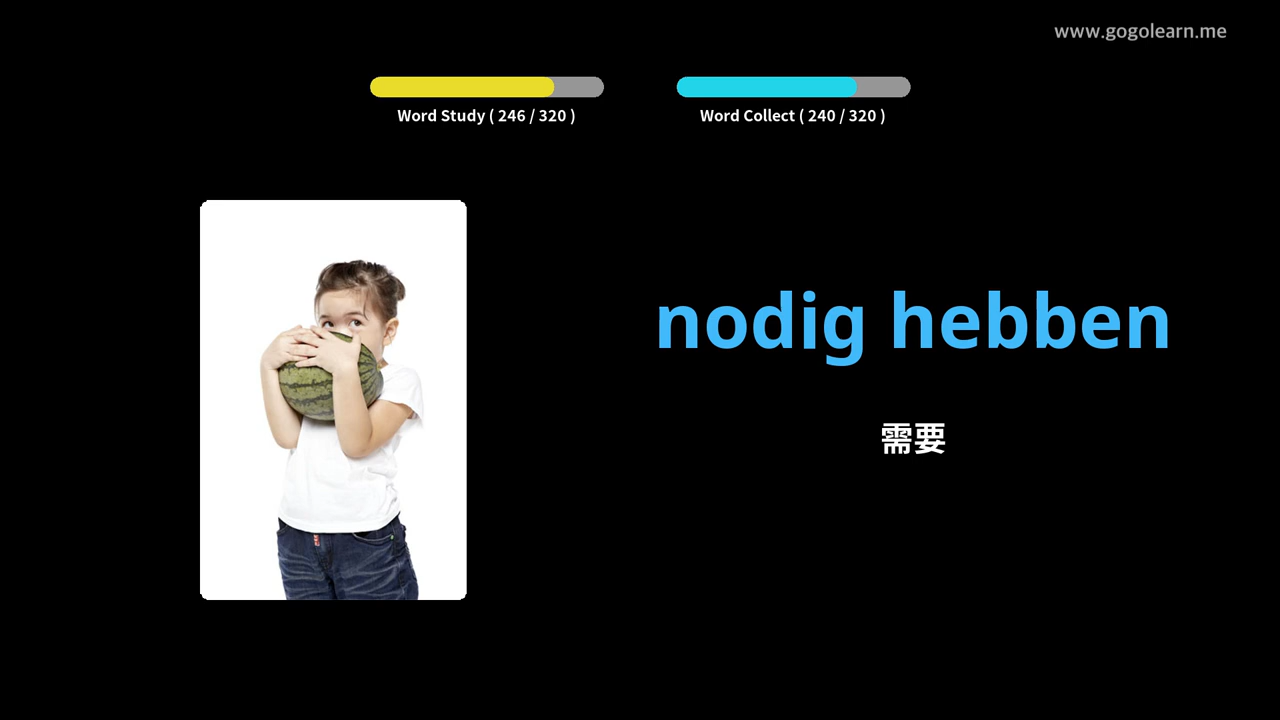 www.gogolearn.me
Word Study ( 246 / 320 )
Word Collect ( 240 / 320 )
nodig hebben
需要